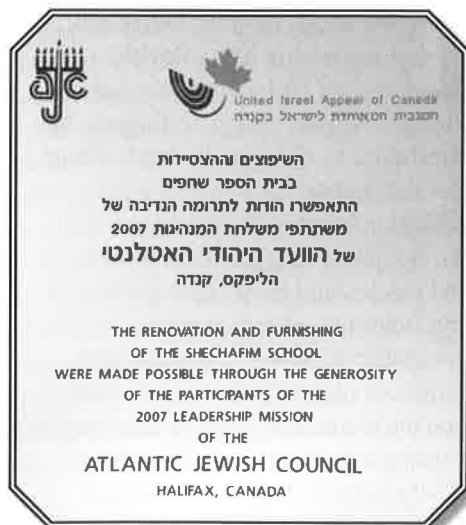 ajc
United Israel Appeal of Canada
המגבית המאוחדת לישראל בקנדה
השיפוצים וההצטיידות
בבית הספר שחפים
התאפשרו הודות לתרומה הנדיבה של
משתתפי משלחת המנהיגות 2007
של הוועד היהודי האטלנטי
הליפקס, קנדה
THE RENOVATION AND FURNISHING
OF THE SHECHAFIM SCHOOL
WERE MADE POSSIBLE THROUGH THE GENEROSITY
OF THE PARTICIPANTS OF THE
2007 LEADERSHIP MISSION
OF THE
ATLANTIC JEWISH COUNCIL
HALIFAX, CANADA